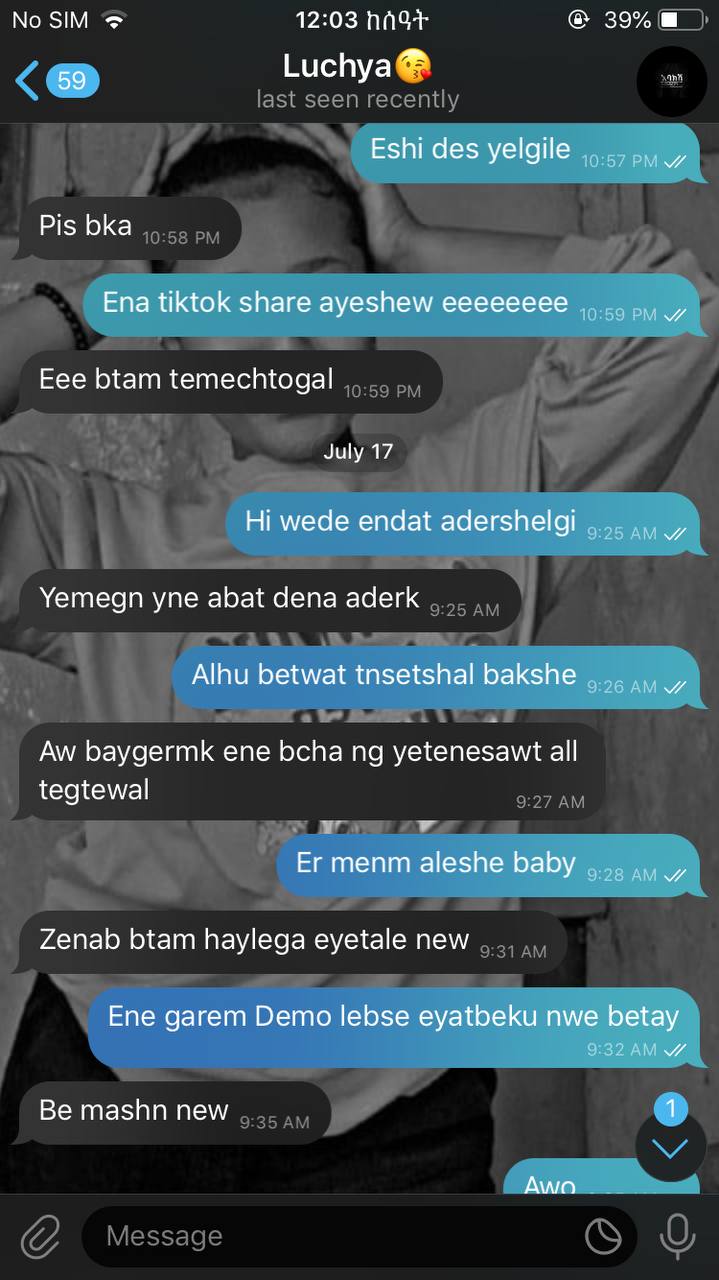 No SIM 12:03 ከሰዓት 39%
59 Luchya😘
last seen recently
Eshi des yelgile 10:57 PM
Pis bka 10:58 PM
Ena tiktok share ayeshew eeeeeeee 10:59 PM
Eee btam temechtogal 10:59 PM
July 17
Hi wede endat adershelgi 9:25 AM
Yemegn yne abat dena aderk 9:25 AM
Alhu betwat tnsetshal bakshe 9:26 AM
Aw baygermk ene bcha ng yetenesawt all
tegtewal 9:27 AM
Er menm aleshe baby 9:28 AM
Zenab btam haylega eyetale new 9:31 AM
Ene garem Demo lebse eyatbeku nwe betay
9:32 AM
Be mashn new 9:35 AM
1
Awo
Message